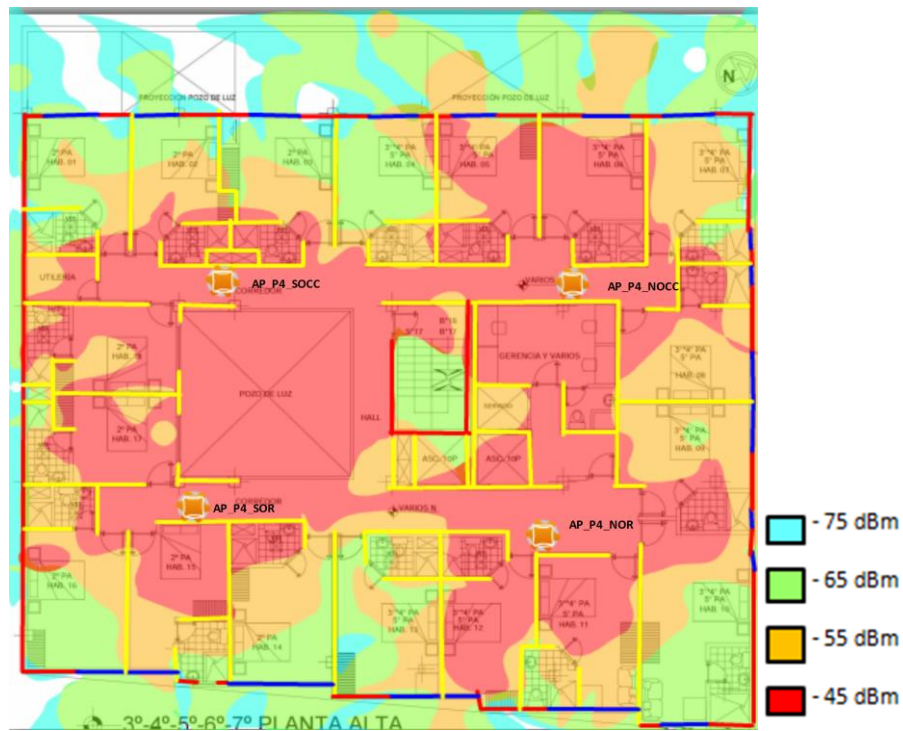 PROYECCIÓN POZO DE LUZ
PROYECCIÓN POZO DE LUZ
N
2º PA
HAB. 01
2º PA
HAB. 02
2º PA
HAB. 03
3º"4º PA
5º PA
HAB. 04
3º"4º PA
5º PA
HAB. 05
3º"4º PA
5º PA
HAB. 06
3º"4º PA
5º PA
HAB. 07
UTILERIA
AP_P4_SOCC
CORREDOR
VARIOS
AP_P4_NOCC
2º PA
HAB. 18
POZO DE LUZ
HALL
GERENCIA Y VARIOS
3º"4º PA
5º PA
HAB. 08
2º PA
HAB. 17
3º"4º PA
5º PA
HAB. 09
ASC. 10P
ASC. 10P
CORREDOR
AP_P4_SOR
VARIOS N
AP_P4_NOR
- 75 dBm
- 65 dBm
- 55 dBm
- 45 dBm
2º PA
HAB. 16
2º PA
HAB. 15
2º PA
HAB. 14
3º"4º PA
5º PA
HAB. 13
3º"4º PA
5º PA
HAB. 12
3º"4º PA
5º PA
HAB. 11
3º"4º PA
5º PA
HAB. 10
3º-4º-5º-6º-7º PLANTA ALTA